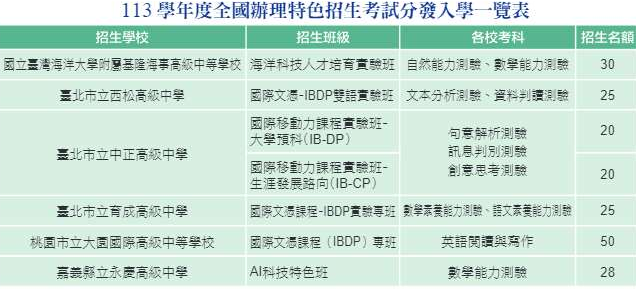 113 學年度全國辦理特色招生考試分發入學一覽表
招生學校 招生班級 各校考科 招生名額
國立臺灣海洋大學附屬基隆海事高級中等學校 海洋科技人才培育實驗班 自然能力測驗、數學能力測驗 30
臺北市立西松高級中學 國際文憑-IBDP雙語實驗班 文本分析測驗、資料判讀測驗 25
臺北市立中正高級中學
國際移動力課程實驗班-
大學預科(IB-DP)
國際移動力課程實驗班-
生涯發展路向(IB-CP)
句意解析測驗
訊息判別測驗
創意思考測驗
20
20
臺北市立育成高級中學 國際文憑課程-IBDP實驗專班 數學素養能力測驗、語文素養能力測驗 25
桃園市立大園國際高級中等學校 國際文憑課程（IBDP）專班 英語閱讀與寫作 50
嘉義縣立永慶高級中學 AI科技特色班 數學能力測驗 28